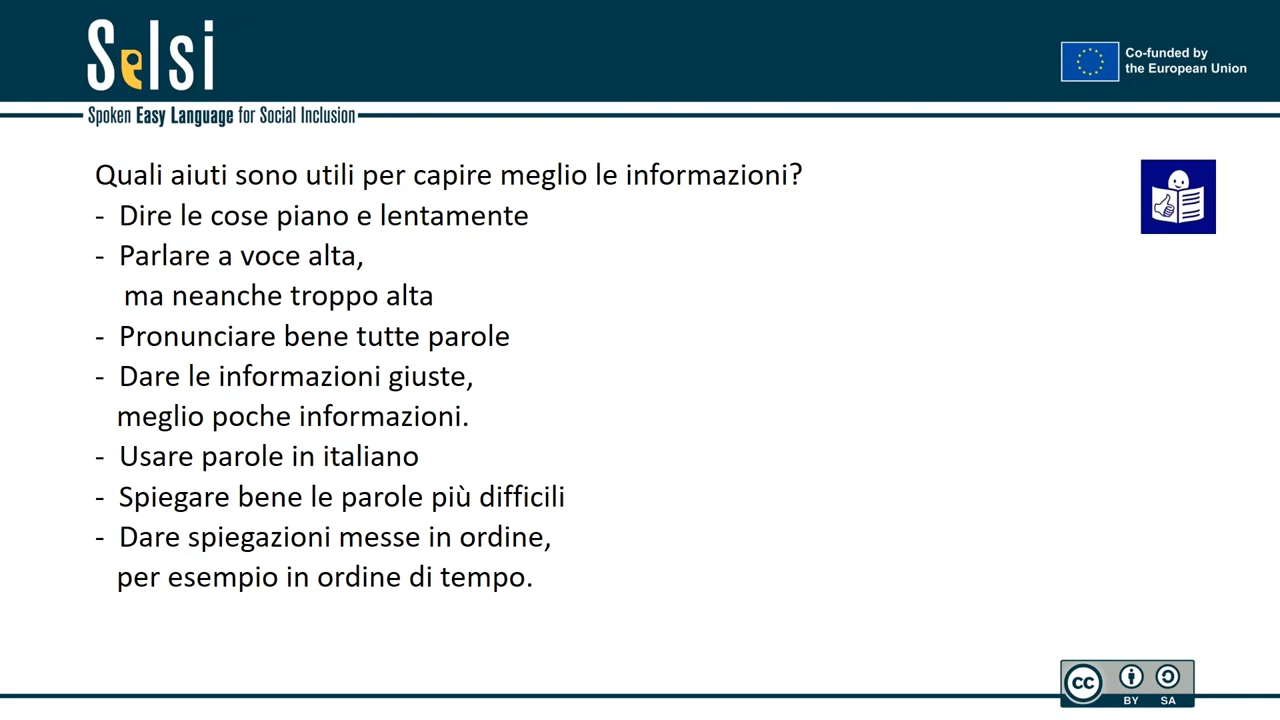 Selsi
Co-funded by
the European Union
Spoken Easy Language for Social Inclusion
Quali aiuti sono utili per capire meglio le informazioni?
- Dire le cose piano e lentamente
- Parlare a voce alta,
ma neanche troppo alta
- Pronunciare bene tutte parole
- Dare le informazioni giuste,
meglio poche informazioni.
- Usare parole in italiano
- Spiegare bene le parole più difficili
- Dare spiegazioni messe in ordine,
per esempio in ordine di tempo.
CC BY SA